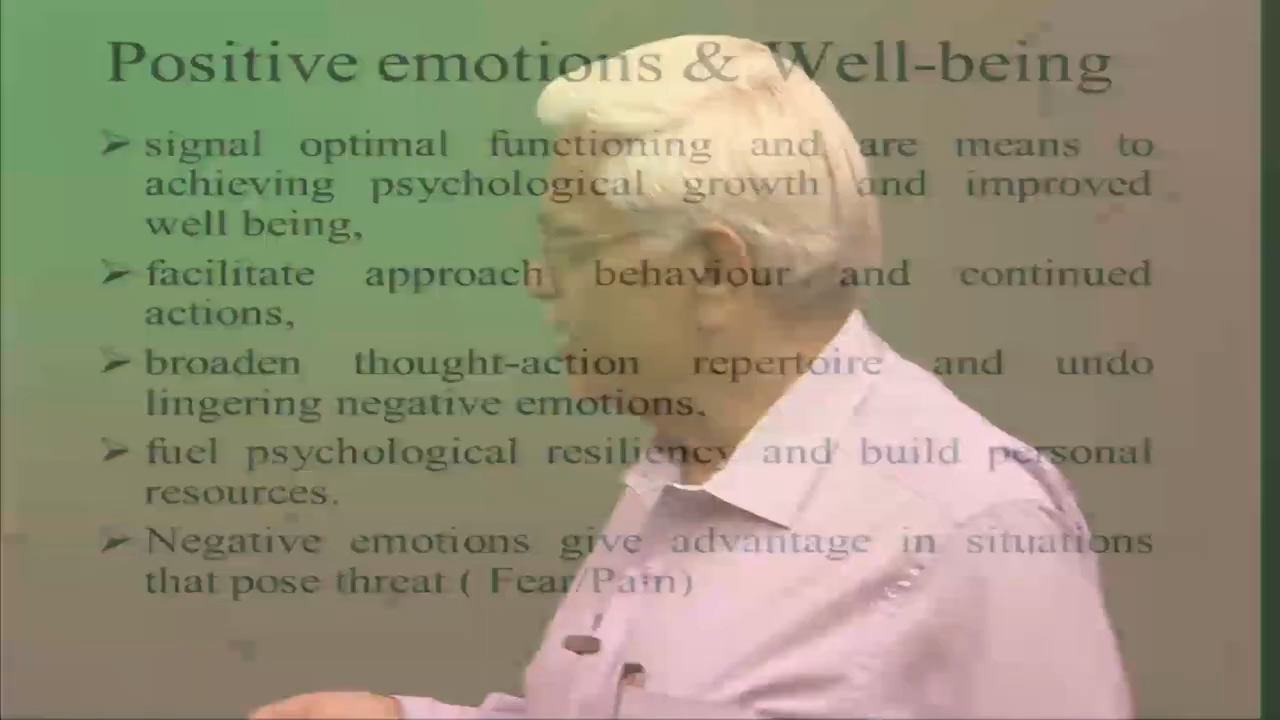 Positive emotions & Well-being
➢ signal optimal functioning and are means to
achieving psychological growth and improved
well being,
➢ facilitate approach behaviour and continued
actions,
➢ broaden thought-action repertoire and undo
lingering negative emotions.
➢ fuel psychological resiliency and build personal
resources.
➢ Negative emotions give advantage in situations
that pose threat ( Fear/Pain)